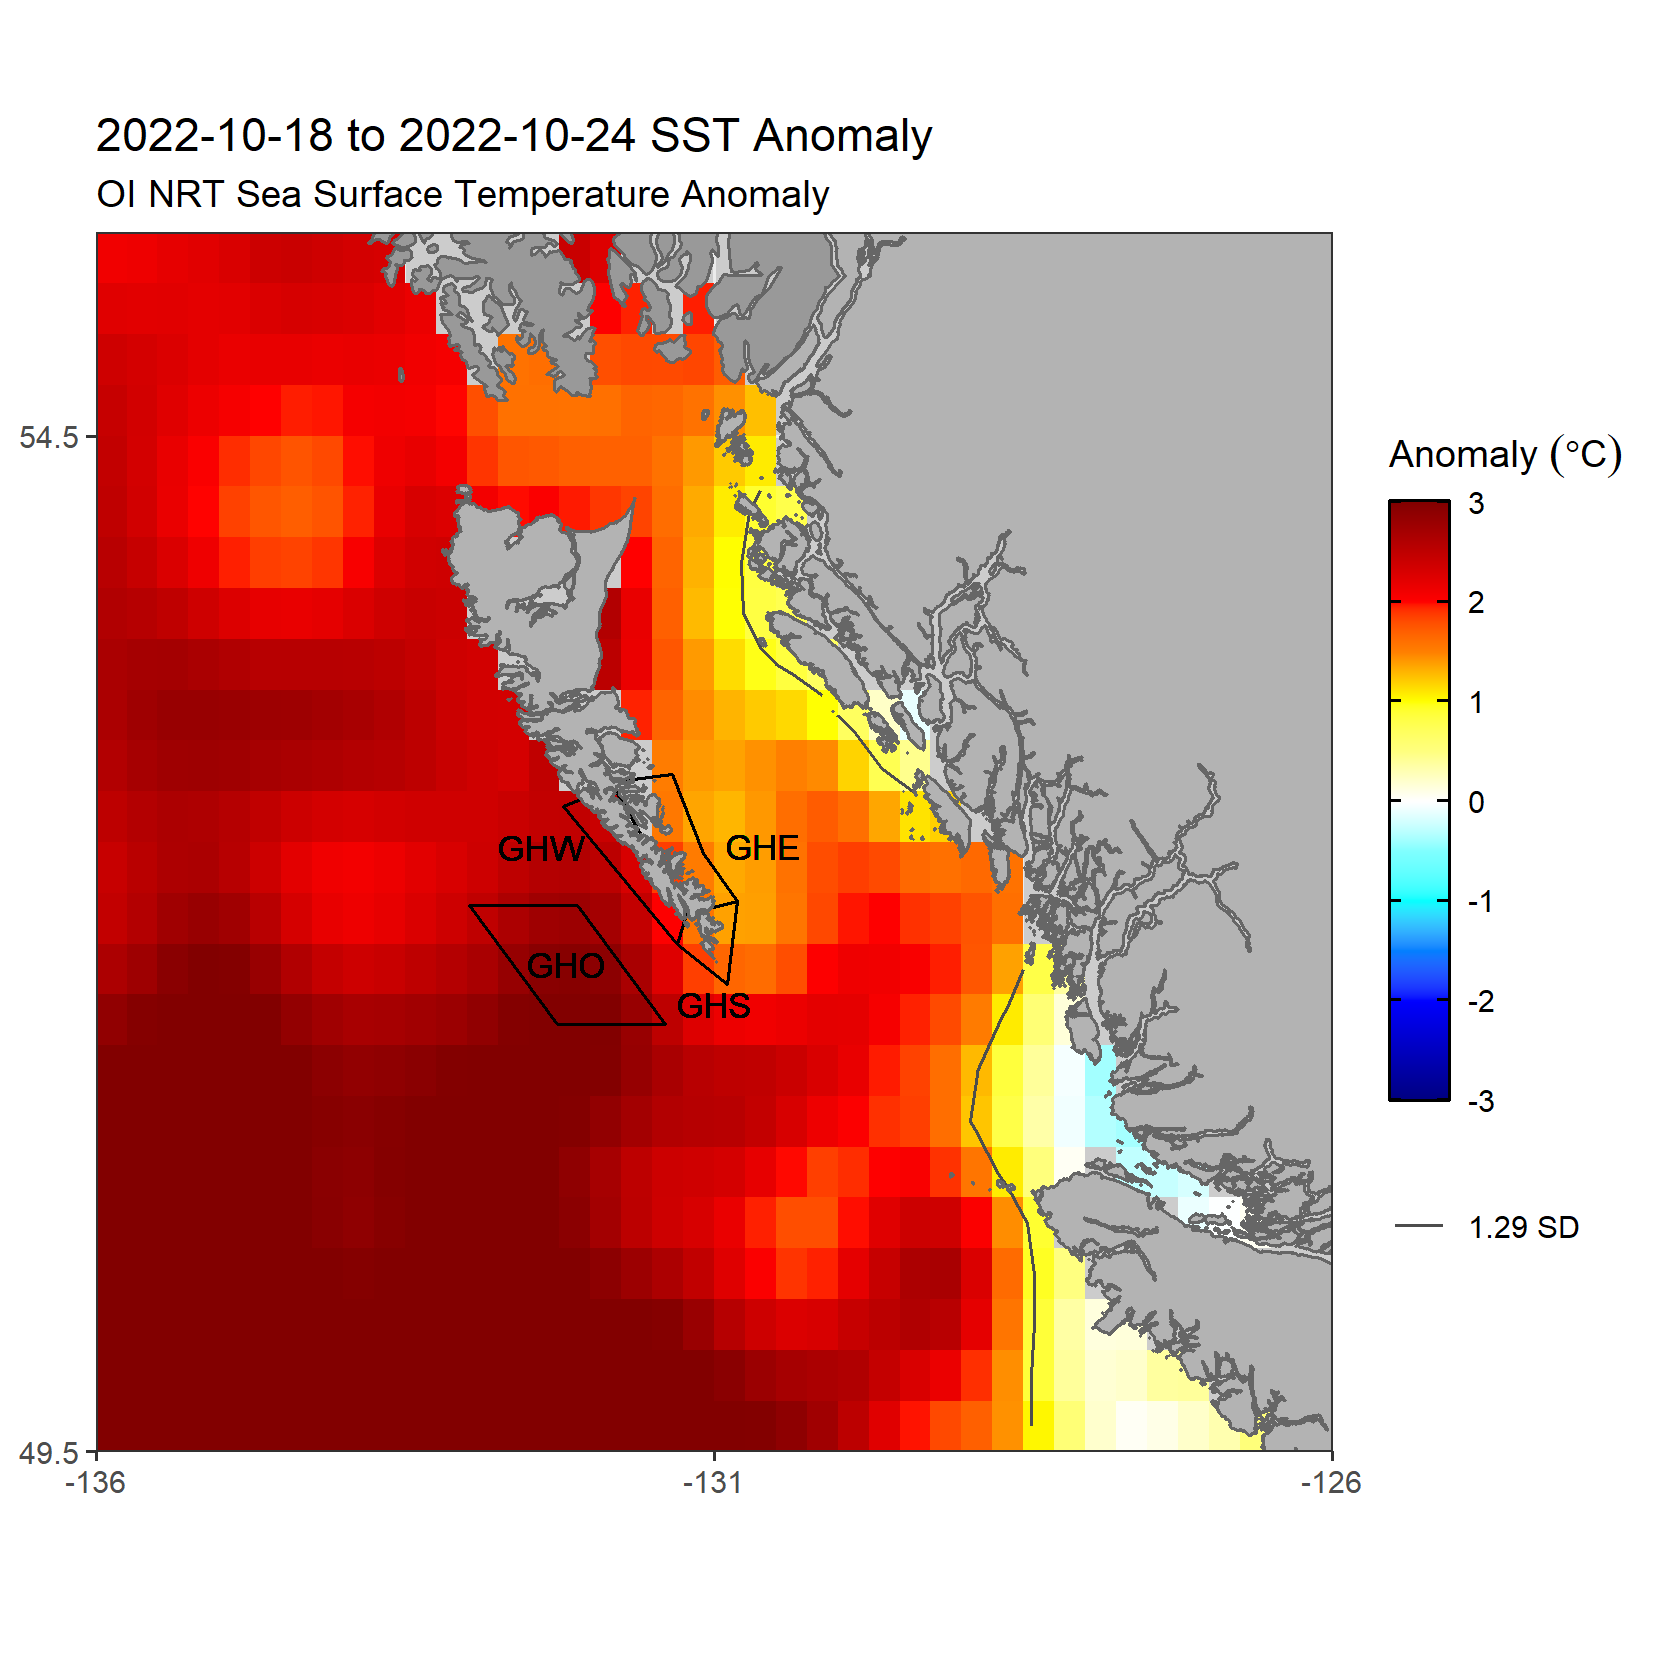 2022-10-18 to 2022-10-24 SST Anomaly
OI NRT Sea Surface Temperature Anomaly
54.5
49.5
-136
-131
-126
GHW
GHE
GHO
GHS
Anomaly (°C)
3
2
1
0
-1
-2
-3
1.29 SD